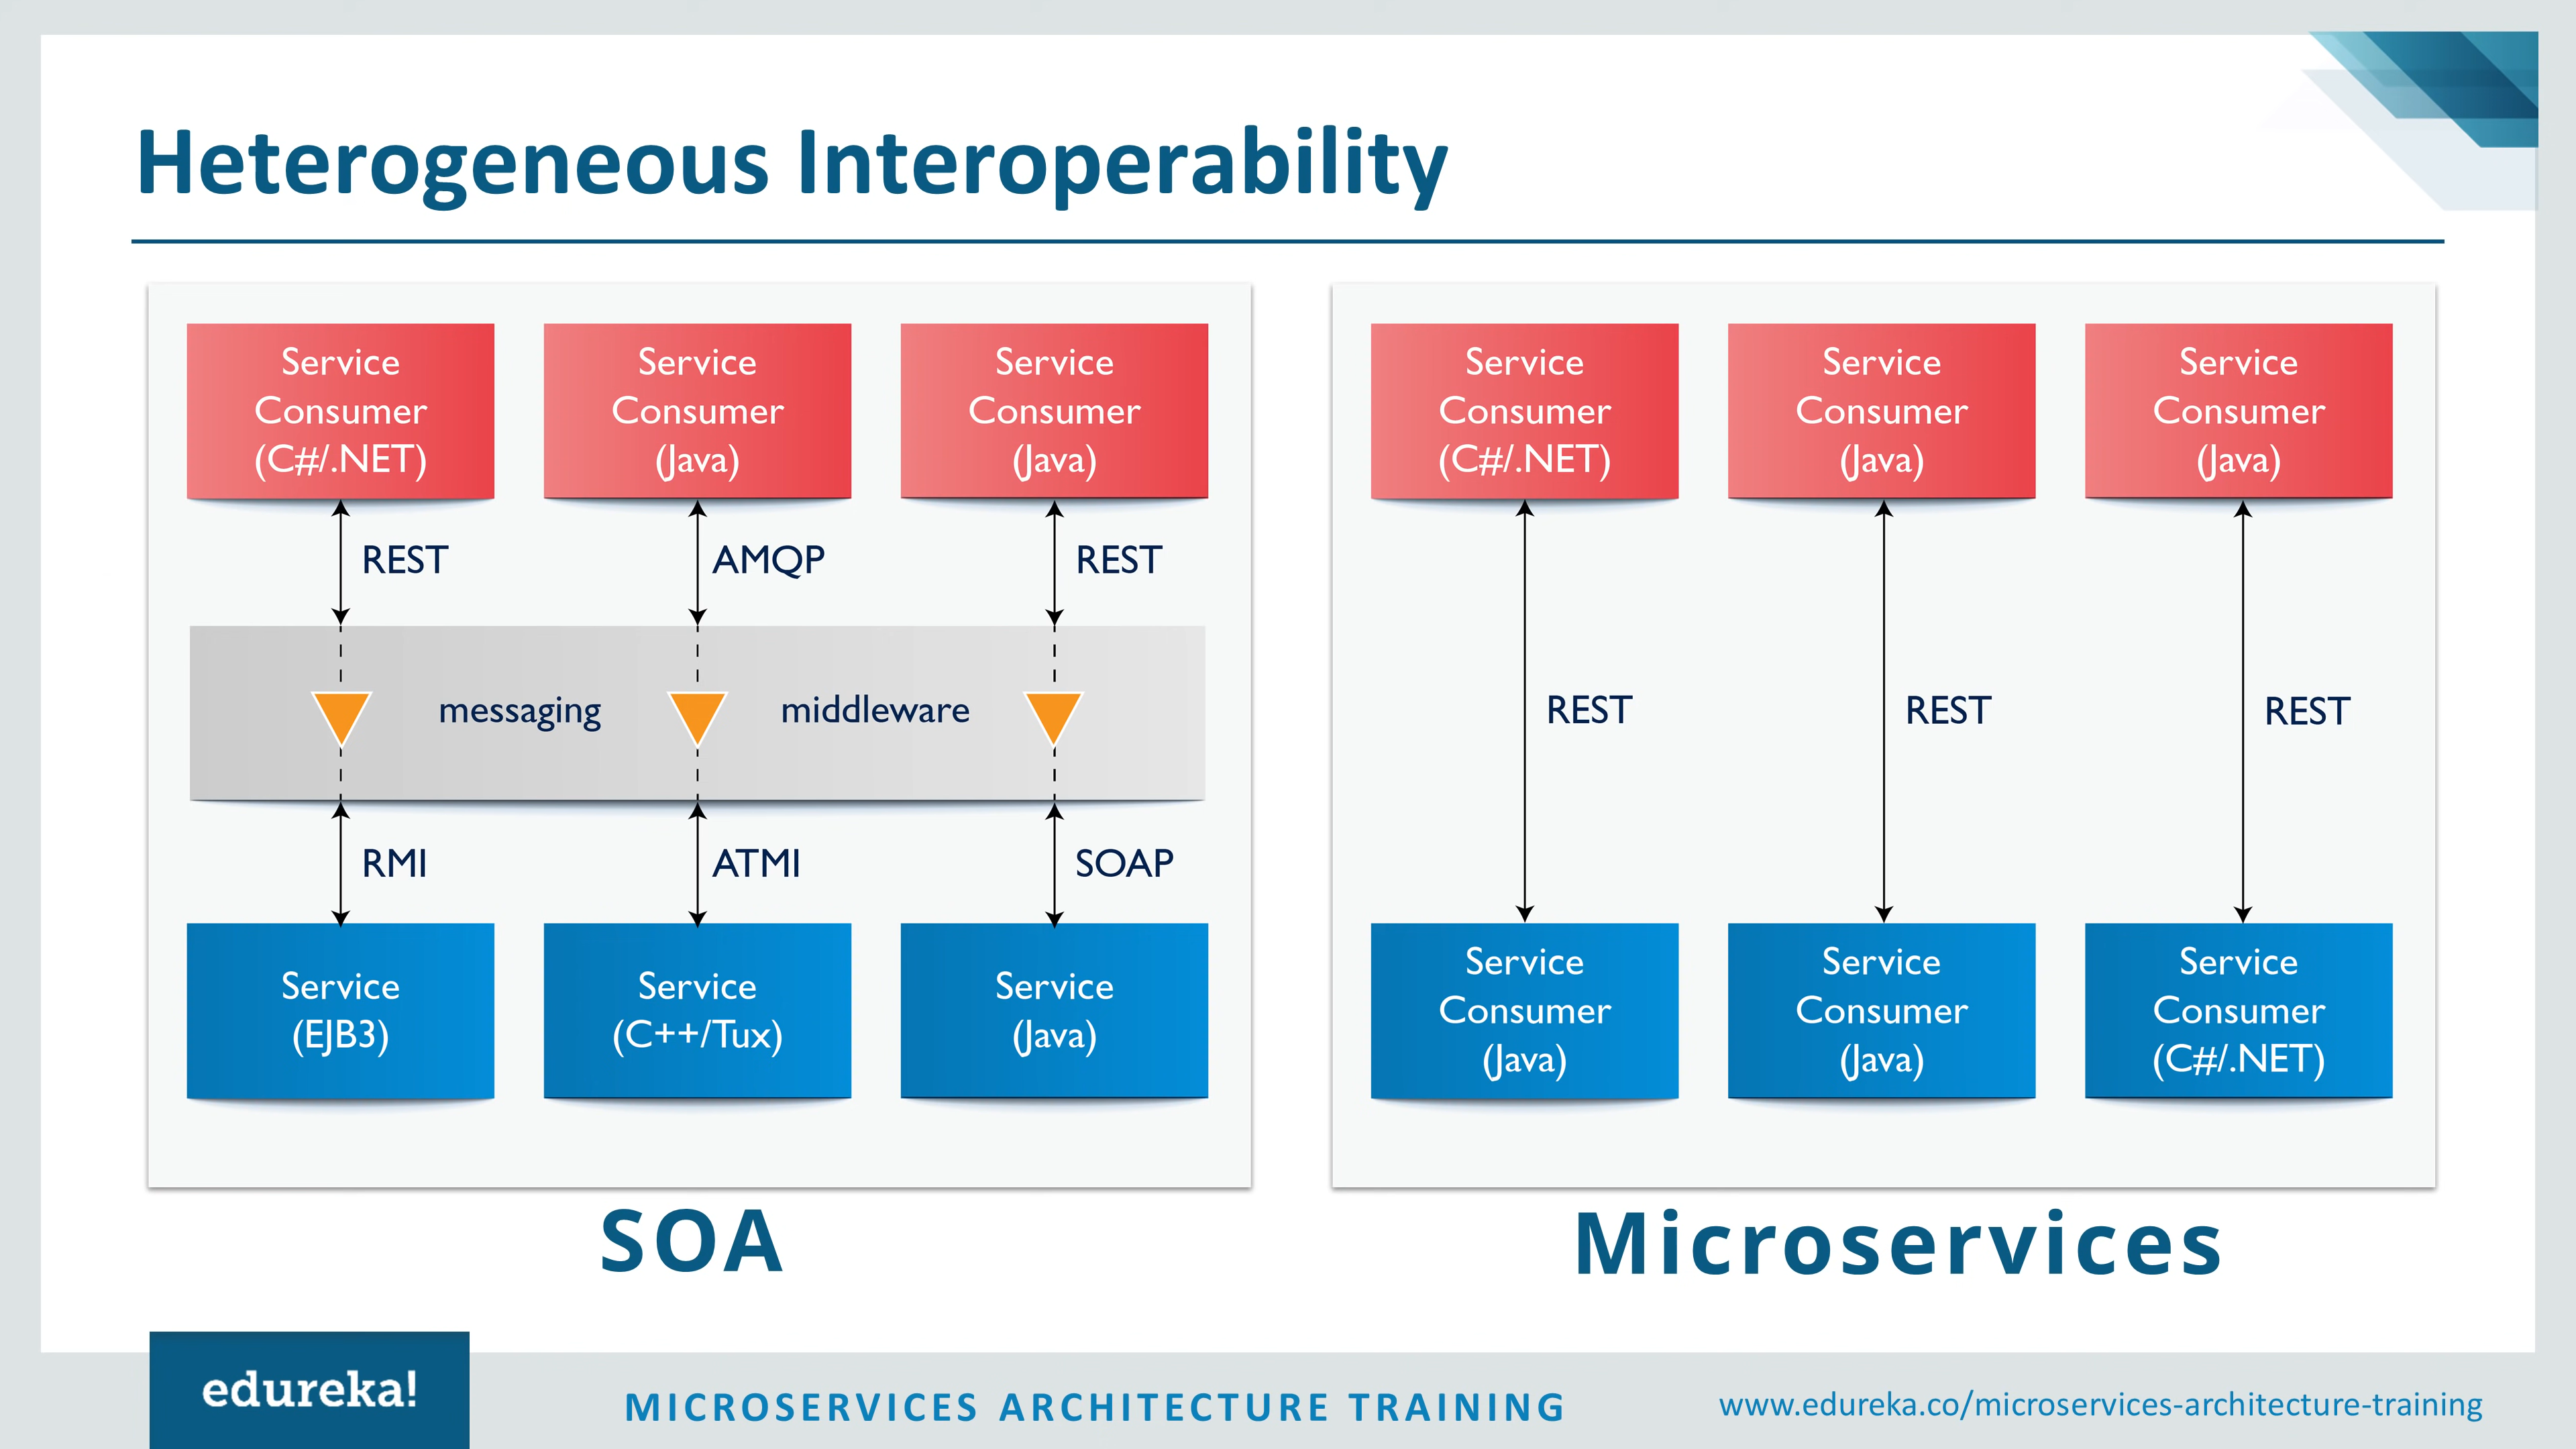 Heterogeneous Interoperability
Service
Consumer
(C#/.NET)
Service
Consumer
(Java)
Service
Consumer
(Java)
REST
AMQP
REST
messaging
middleware
RMI
ATMI
SOAP
Service
(EJB3)
Service
(C++/Tux)
Service
(Java)
SOA
Service
Consumer
(C#/.NET)
Service
Consumer
(Java)
Service
Consumer
(Java)
REST
REST
REST
Service
Consumer
(Java)
Service
Consumer
(Java)
Service
Consumer
(C#/.NET)
Microservices
edureka!
MICROSERVICES ARCHITECTURE TRAINING
www.edureka.co/microservices-architecture-training